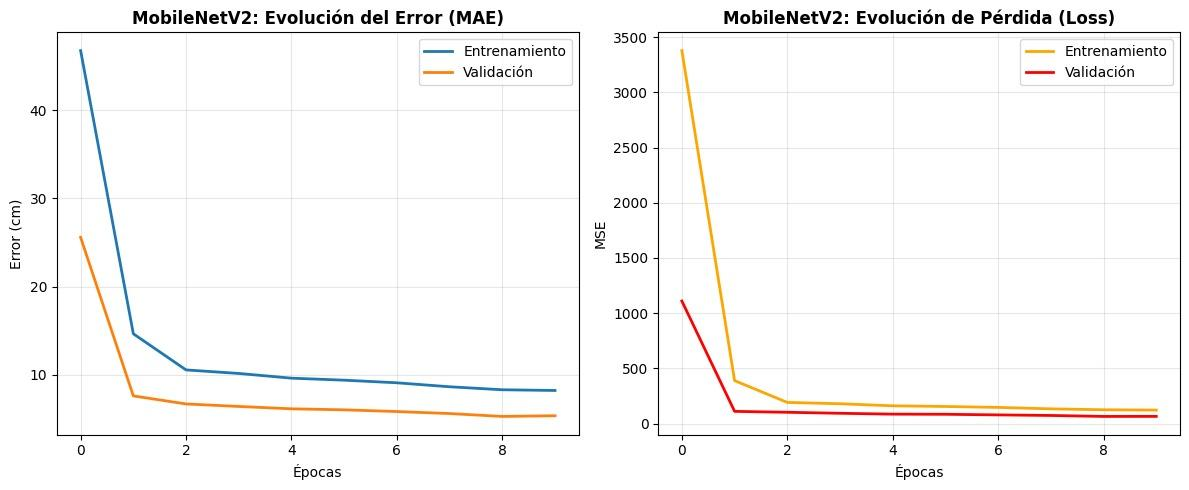 MobileNetV2: Evolución del Error (MAE)
Entrenamiento
Validación
Error (cm)
40
30
20
10
0
2
4
6
8
Épocas
MobileNetV2: Evolución de Pérdida (Loss)
Entrenamiento
Validación
MSE
3500
3000
2500
2000
1500
1000
500
0
0
2
4
6
8
Épocas